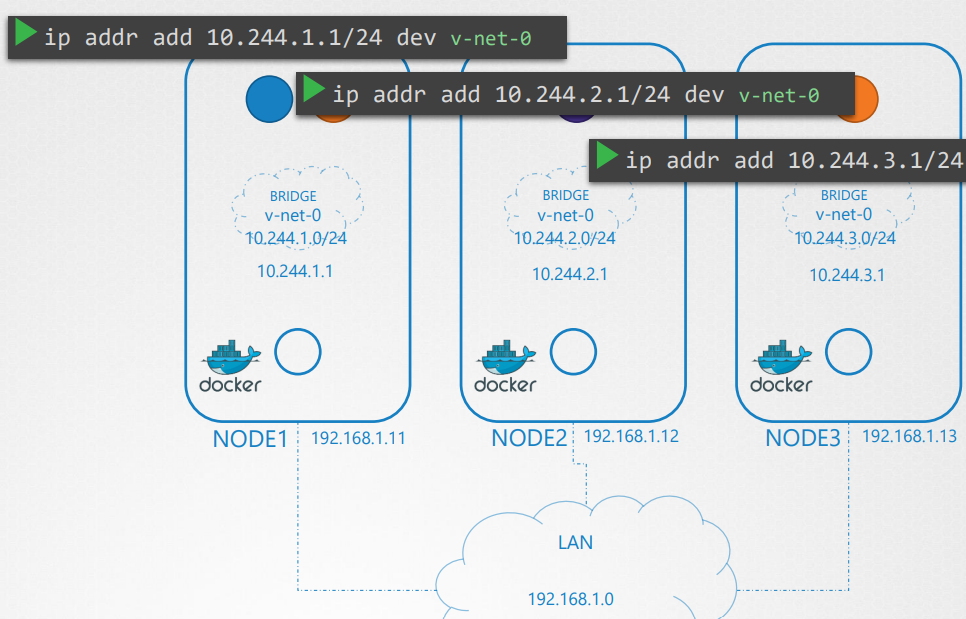 ip addr add 10.244.1.1/24 dev v-net-0
ip addr add 10.244.2.1/24 dev v-net-0
ip addr add 10.244.3.1/24
BRIDGE
v-net-0
10.244.1.0/24
10.244.1.1
BRIDGE
v-net-0
10.244.2.0/24
10.244.2.1
BRIDGE
v-net-0
10.244.3.0/24
10.244.3.1
docker
docker
docker
NODE1 192.168.1.11
NODE2 192.168.1.12
NODE3 192.168.1.13
LAN
192.168.1.0